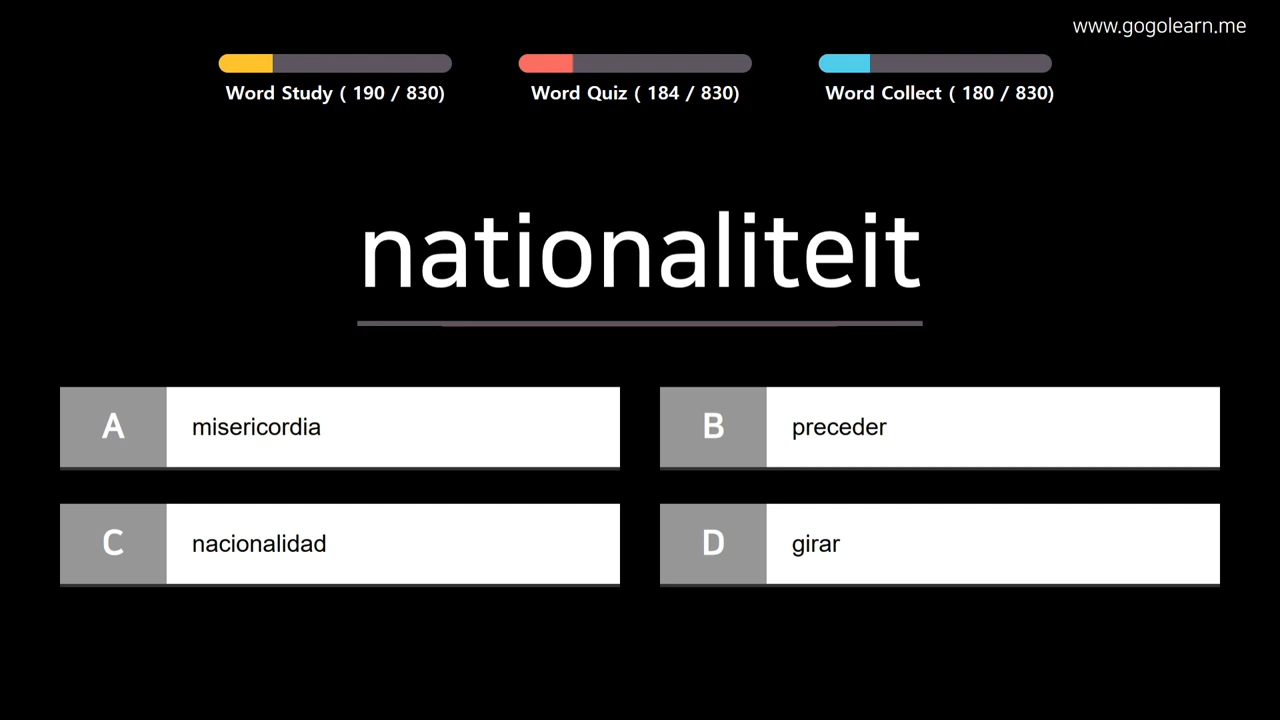 www.gogolearn.me
Word Study ( 190 / 830)
Word Quiz ( 184 / 830)
Word Collect ( 180 / 830)
nationaliteit
A misericordia
B preceder
C nacionalidad
D girar